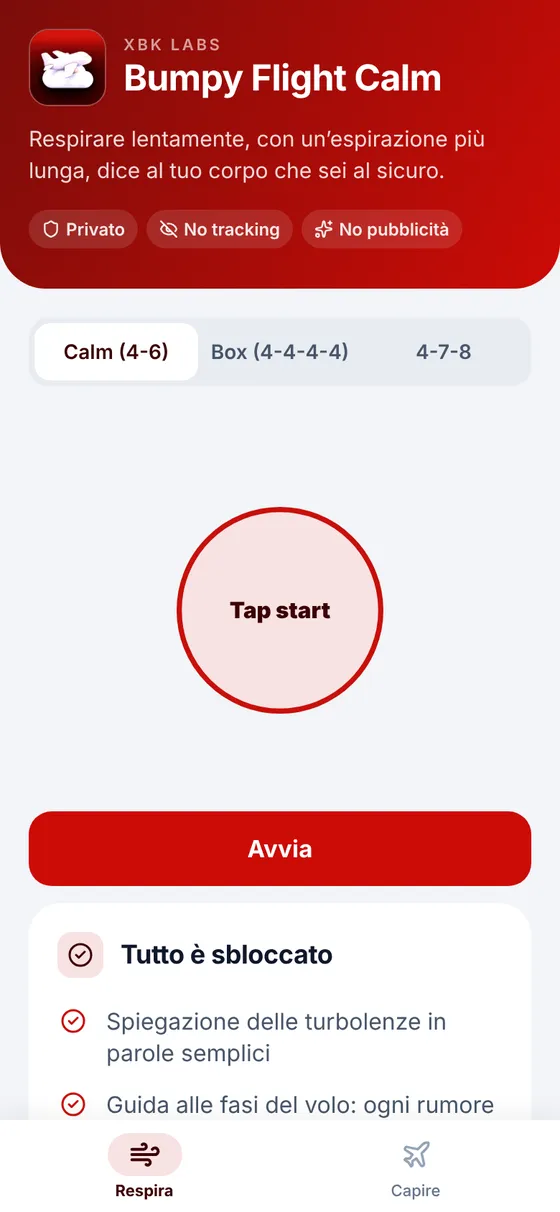 XBK LABS
Bumpy Flight Calm
Respirare lentamente, con un’espirazione più
lunga, dice al tuo corpo che sei al sicuro.
Privato
No tracking
No pubblicità
Calm (4-6)
Box (4-4-4-4)
4-7-8
Tap start
Avvia
Tutto è sbloccato
Spiegazione delle turbolenze in
parole semplici
Guida alle fasi del volo: ogni rumore
Respira
Capire